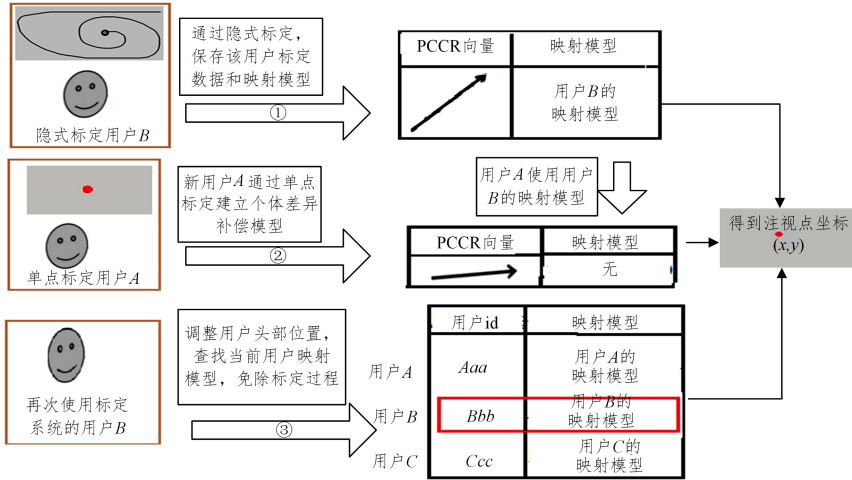 通过隐式标定，
保存该用户标定
数据和映射模型
①
隐式标定用户B
PCCR向量
映射模型
用户B的
映射模型
新用户A通过单点
标定建立个体差异
补偿模型
②
单点标定用户A
用户A使用用户
B的映射模型
PCCR向量
映射模型
无
得到注视点坐标
(x,y)
调整用户头部位置，
查找当前用户映射
模型，免除标定过程
③
再次使用标定
系统的用户B
用户id
映射模型
用户A
Aaa
用户A的
映射模型
用户B
Bbb
用户B的
映射模型
用户C
Ccc
用户C的
映射模型